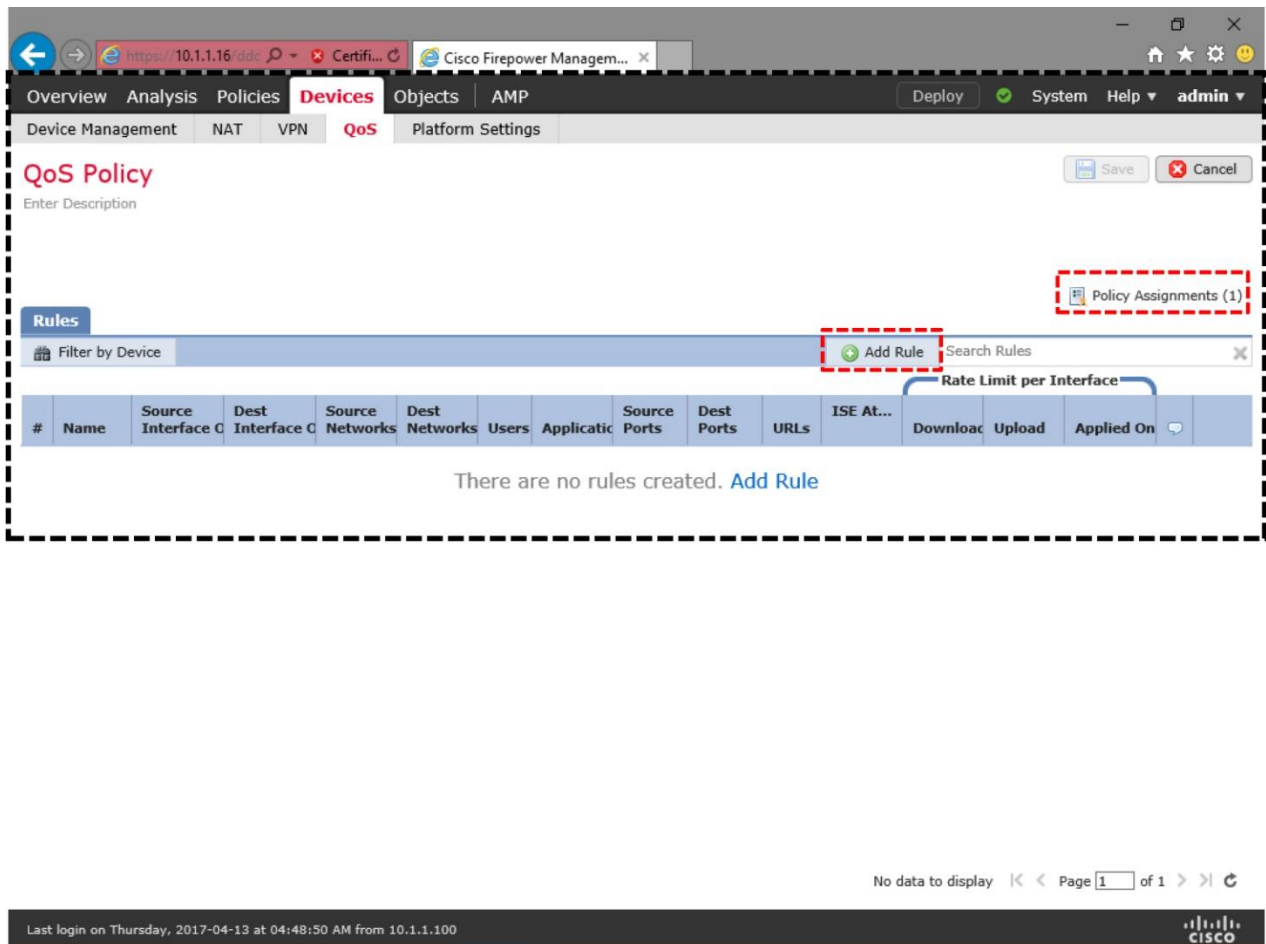 https://10.1.1.16/ddc Certifi... Cisco Firepower Managem...
Overview Analysis Policies Devices Objects AMP Deploy System Help admin
Device Management NAT VPN QoS Platform Settings
QoS Policy Save Cancel
Enter Description
Policy Assignments (1)
Rules
Filter by Device Add Rule Search Rules
Rate Limit per Interface
# Name Source Interface O Dest Interface O Source Networks Dest Networks Users Applicatic Source Ports Dest Ports URLs ISE At... Downloac Upload Applied On
There are no rules created. Add Rule
No data to display Page 1 of 1
Last login on Thursday, 2017-04-13 at 04:48:50 AM from 10.1.1.100
CISCO